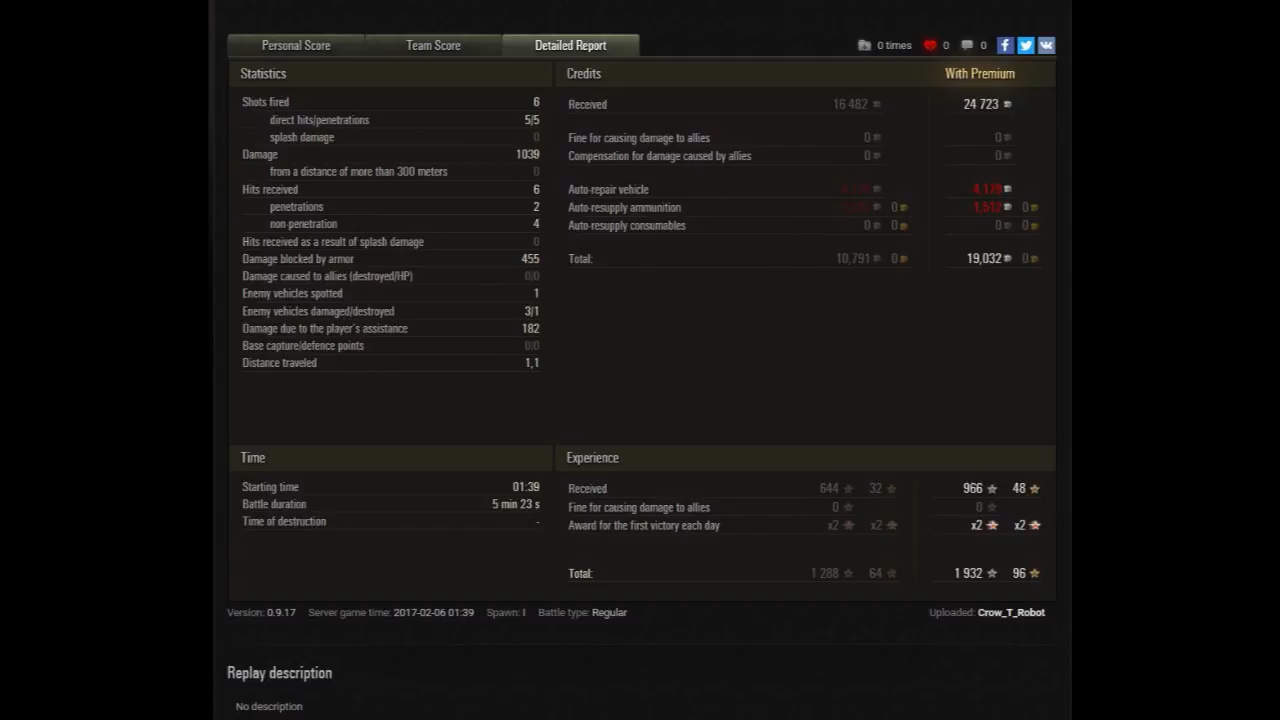 Personal Score Team Score Detailed Report 0 times 0 0
Statistics Credits With Premium
Shots fired 6
direct hits/penetrations 5/5
splash damage 0
Damage 1039
from a distance of more than 300 meters 0
Hits received 6
penetrations 2
non-penetration 4
Hits received as a result of splash damage 0
Damage blocked by armor 455
Damage caused to allies (destroyed/HP) 0/0
Enemy vehicles spotted 1
Enemy vehicles damaged/destroyed 3/1
Damage due to the player's assistance 182
Base capture/defence points 0/0
Distance traveled 1,1
Received 16 482 24 723
Fine for causing damage to allies 0 0
Compensation for damage caused by allies 0 0
Auto-repair vehicle 4,179
Auto-resupply ammunition 0 1,512 0
Auto-resupply consumables 0 0 0 0
Total: 10,791 0 19,032 0
Time
Starting time 01:39
Battle duration 5 min 23 s
Time of destruction -
Experience
Received 644 32 966 48
Fine for causing damage to allies 0 0
Award for the first victory each day x2 x2 x2 x2
Total: 1 288 64 1 932 96
Version: 0.9.17 Server game time: 2017-02-06 01:39 Spawn: I Battle type: Regular Uploaded: Crow_T_Robot
Replay description
No description